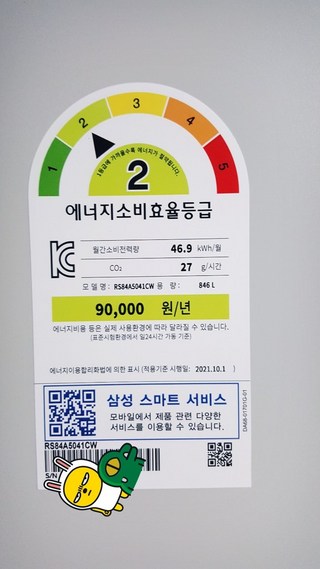 1 2 3 4 5
1등급에 가까울수록 에너지가 절약됩니다.
2
에너지소비효율등급
월간소비전력량 46.9 kWh/월
CO₂ 27 g/시간
모 델 명 : RS84A5041CW 용 량 : 846 L
90,000 원/년
에너지비용 등은 실제 사용환경에 따라 달라질 수 있습니다.
(표준시험환경에서 일24시간 가동 기준)
에너지이용합리화법에 의한 표시 (적용기준 시행일: 2021.10.1 )
삼성 스마트 서비스
모바일에서 제품 관련 다양한
서비스를 이용할 수 있습니다.
DA68-01701G-01
RS84A5041CW
S/N